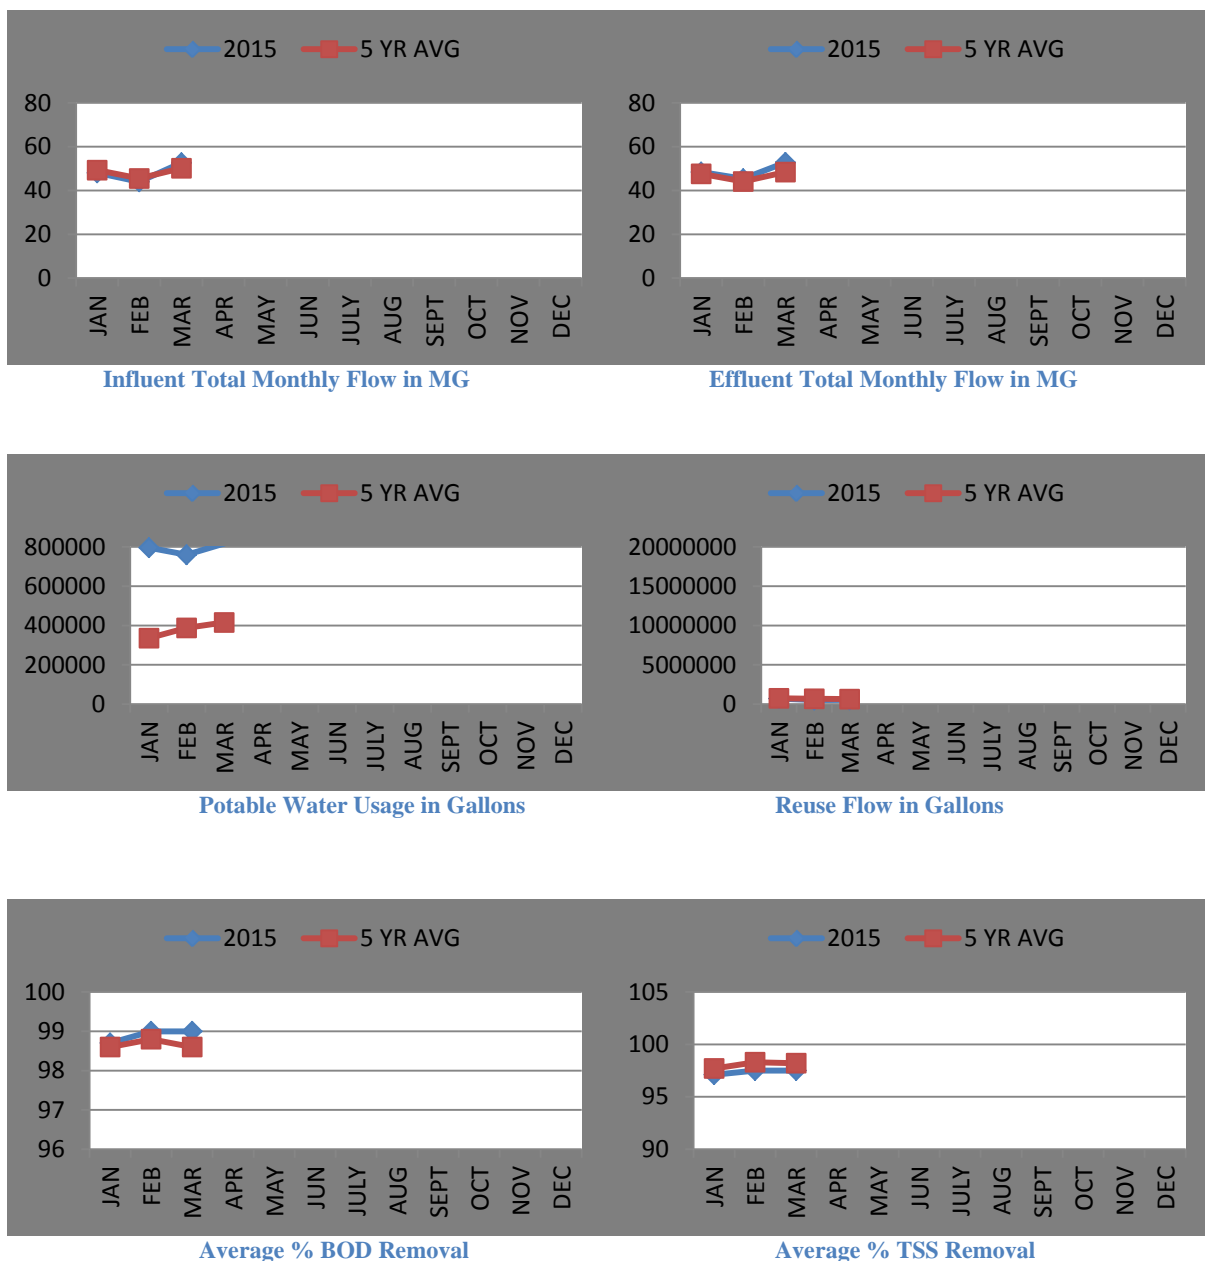 2015 5 YR AVG
80
60
40
20
0
JAN FEB MAR APR MAY JUN JULY AUG SEPT OCT NOV DEC
Influent Total Monthly Flow in MG
2015 5 YR AVG
80
60
40
20
0
JAN FEB MAR APR MAY JUN JULY AUG SEPT OCT NOV DEC
Effluent Total Monthly Flow in MG
2015 5 YR AVG
800000
600000
400000
200000
0
JAN FEB MAR APR MAY JUN JULY AUG SEPT OCT NOV DEC
Potable Water Usage in Gallons
2015 5 YR AVG
20000000
15000000
10000000
5000000
0
JAN FEB MAR APR MAY JUN JULY AUG SEPT OCT NOV DEC
Reuse Flow in Gallons
2015 5 YR AVG
100
99
98
97
96
JAN FEB MAR APR MAY JUN JULY AUG SEPT OCT NOV DEC
Average % BOD Removal
2015 5 YR AVG
105
100
95
90
JAN FEB MAR APR MAY JUN JULY AUG SEPT OCT NOV DEC
Average % TSS Removal